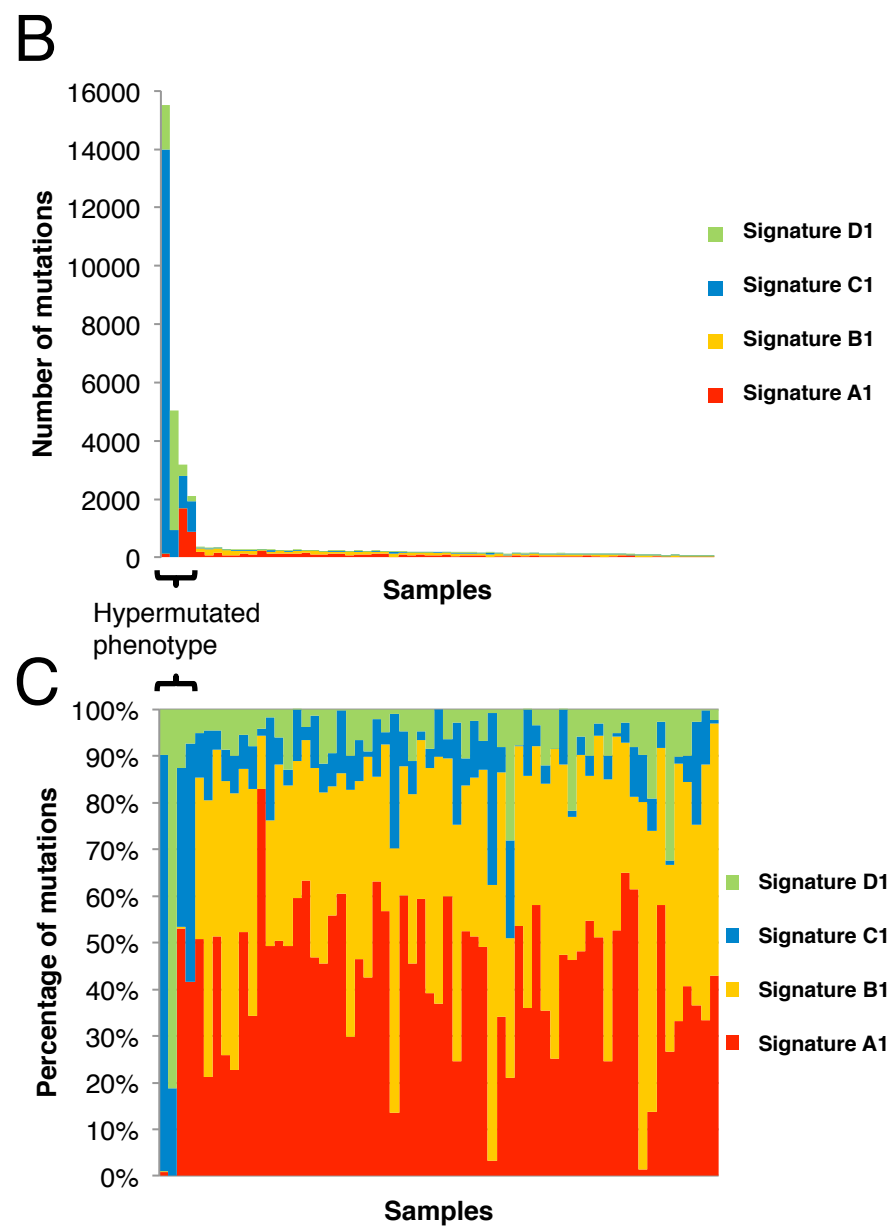 B
Number of mutations
16000
14000
12000
10000
8000
6000
4000
2000
0
Signature D1
Signature C1
Signature B1
Signature A1
Samples
Hypermutated
phenotype
C
Percentage of mutations
100%
90%
80%
70%
60%
50%
40%
30%
20%
10%
0%
Signature D1
Signature C1
Signature B1
Signature A1
Samples